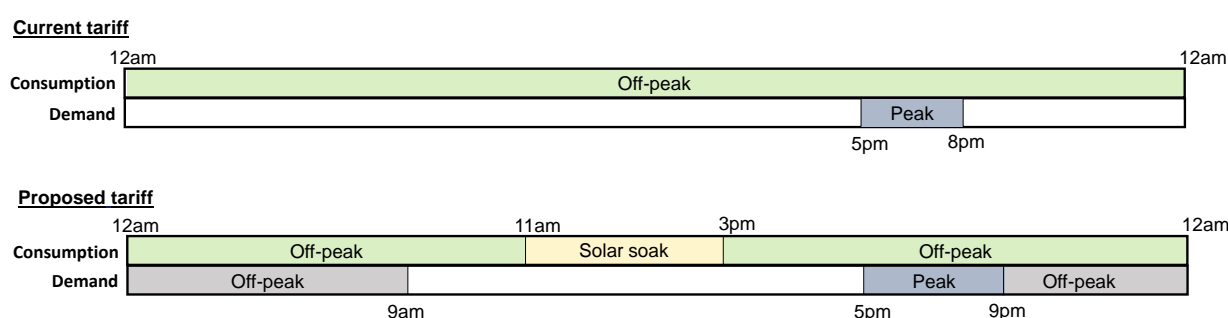 Current tariff
12am 12am
Consumption Off-peak
Demand Peak
5pm 8pm
Proposed tariff
12am 11am 3pm 12am
Consumption Off-peak Solar soak Off-peak
Demand Off-peak Peak Off-peak
9am 5pm 9pm